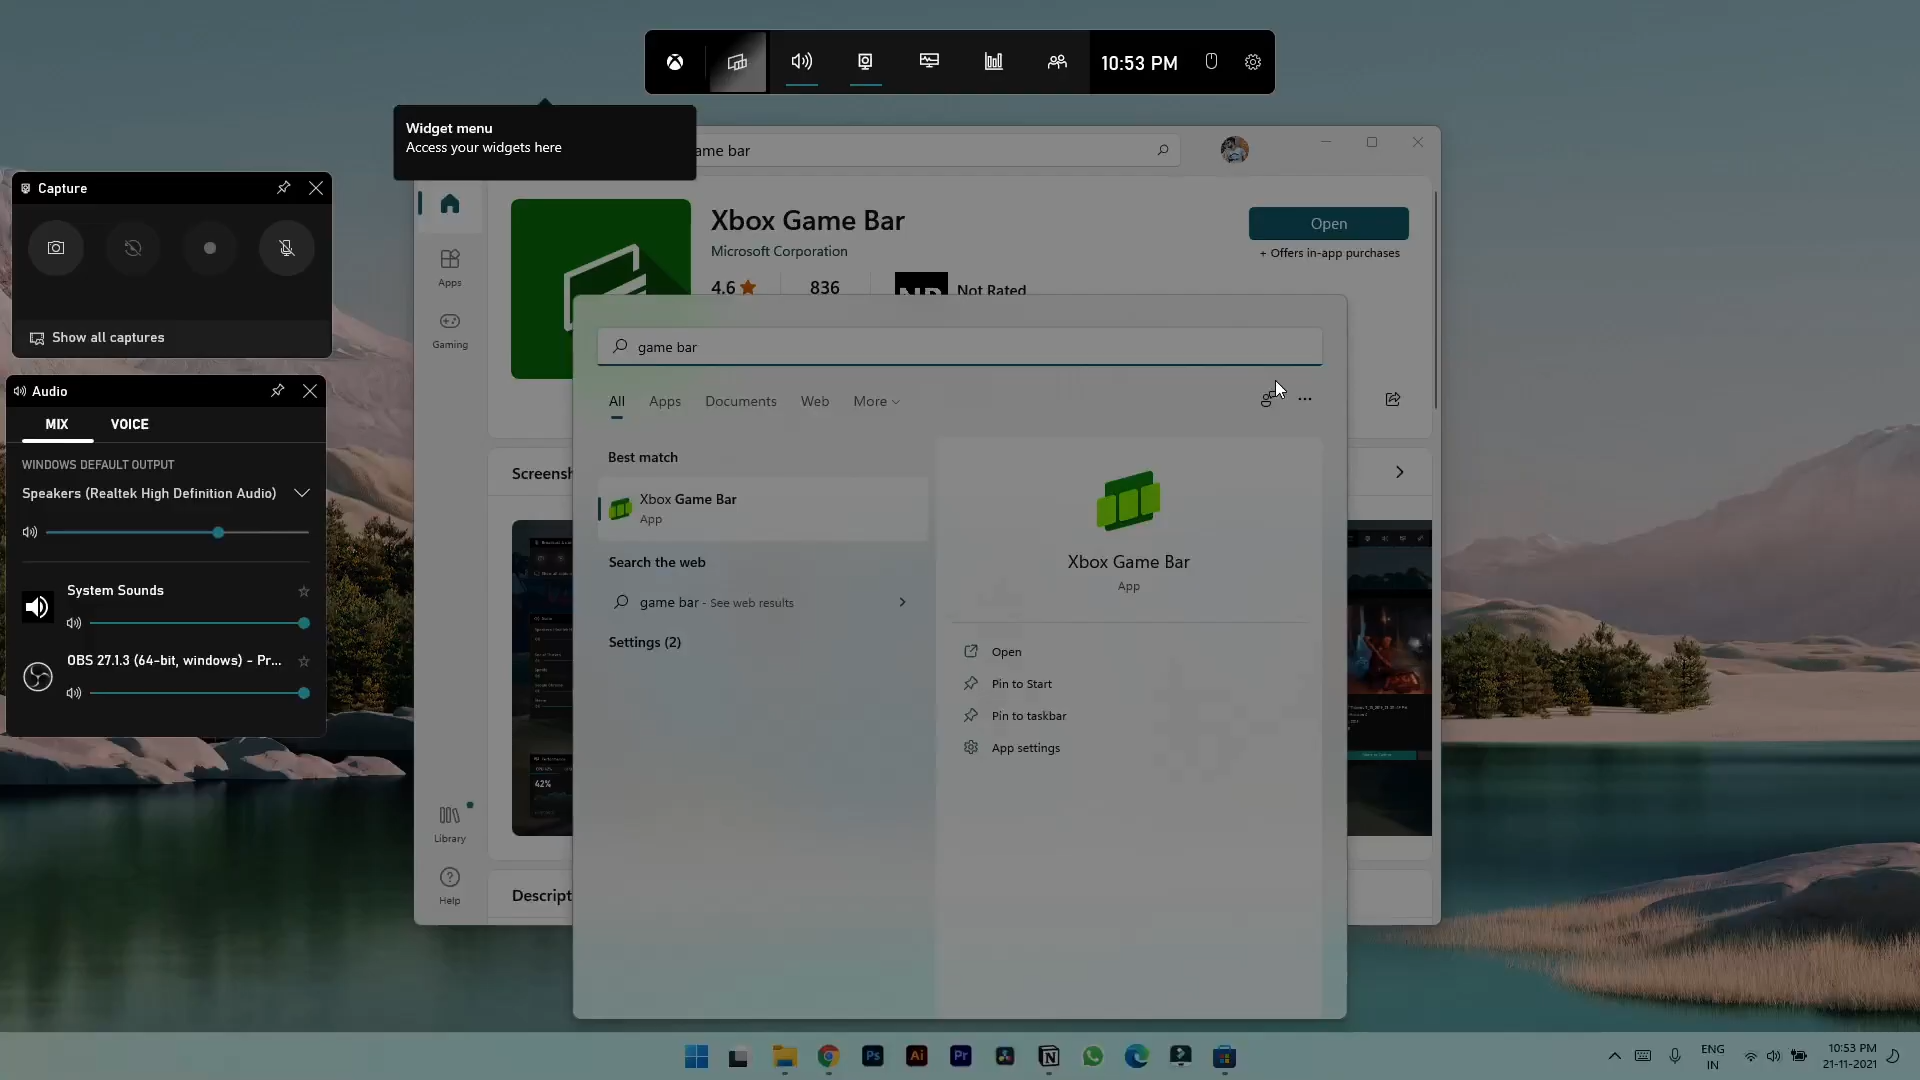 10:53 PM
Widget menu
Access your widgets here
ame bar
Capture
Show all captures
Audio
MIX VOICE
WINDOWS DEFAULT OUTPUT
Speakers (Realtek High Definition Audio)
System Sounds
OBS 27.1.3 (64-bit, windows) - Pr...
Apps
Gaming
Library
Help
Xbox Game Bar
Microsoft Corporation
4.6
836
Not Rated
Open
+ Offers in-app purchases
Screensh
42%
Descript
game bar
All Apps Documents Web More
Best match
Xbox Game Bar
App
Search the web
game bar - See web results
Settings (2)
Xbox Game Bar
App
Open
Pin to Start
Pin to taskbar
App settings
Ps Ai Pr
ENG
IN
10:53 PM
21-11-2021